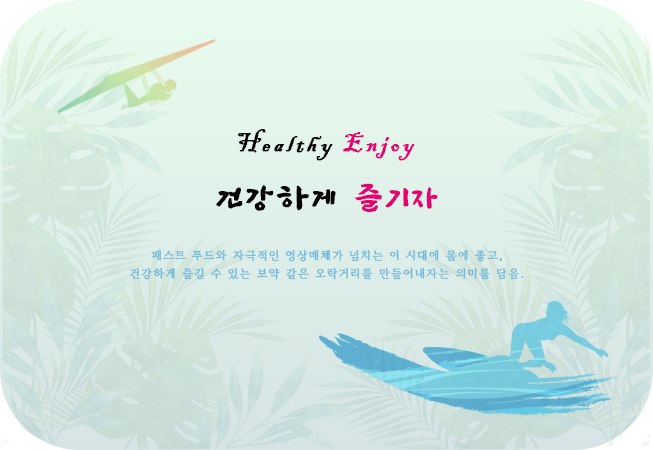 Healthy Enjoy
건강하게 즐기자
패스트 푸드와 자극적인 영상매체가 넘치는 이 시대에 몸에 좋고,
건강하게 즐길 수 있는 보약 같은 오락거리를 만들어내자는 의미를 담음.